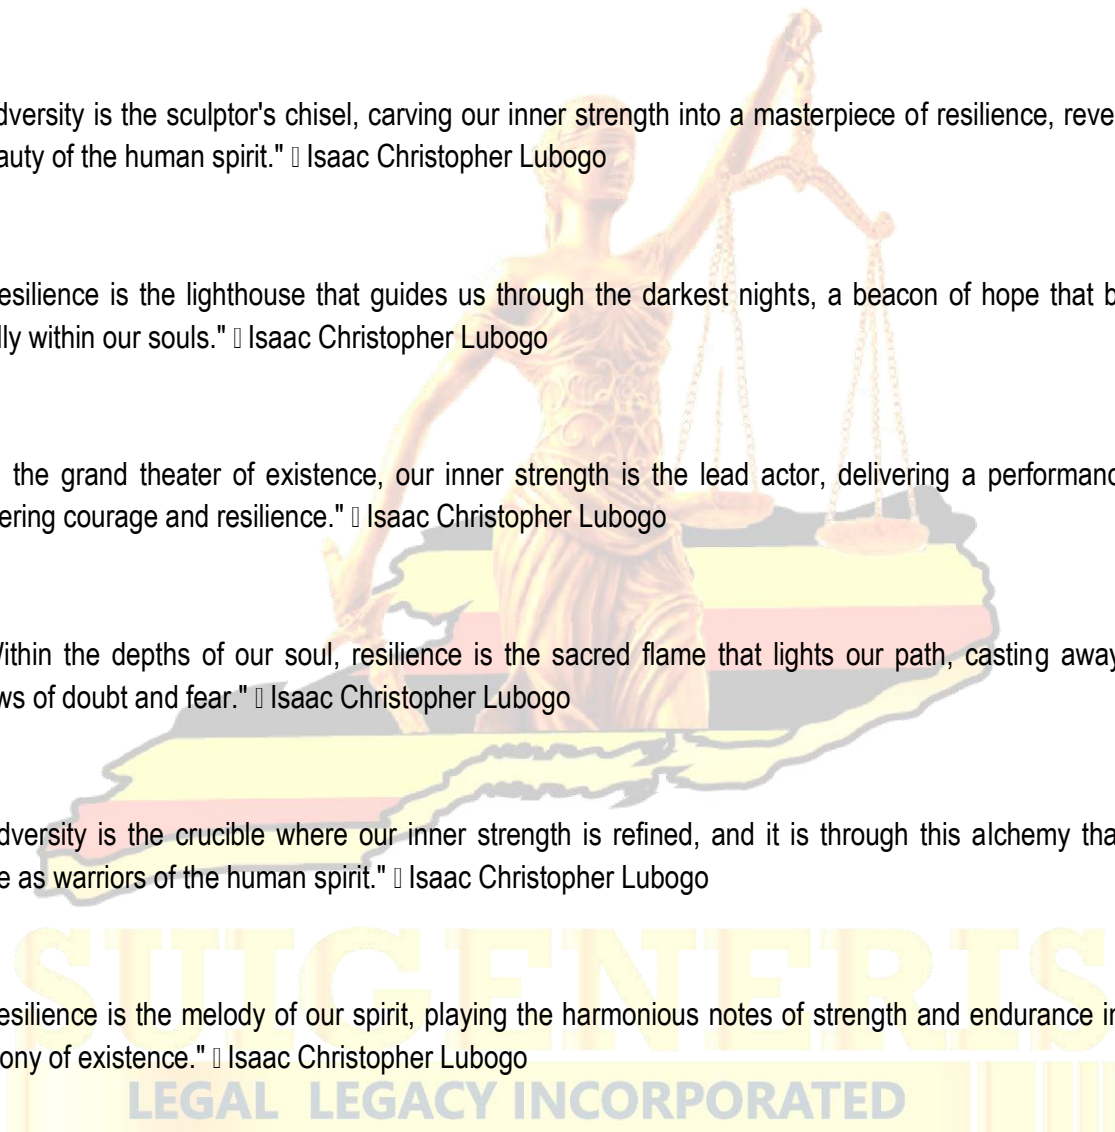 dversity is the sculptor's chisel, carving our inner strength into a masterpiece of resilience, reve
auty of the human spirit." ▯ Isaac Christopher Lubogo
esilience is the lighthouse that guides us through the darkest nights, a beacon of hope that b
lly within our souls." ▯ Isaac Christopher Lubogo
the grand theater of existence, our inner strength is the lead actor, delivering a performanc
ering courage and resilience." ▯ Isaac Christopher Lubogo
Within the depths of our soul, resilience is the sacred flame that lights our path, casting away
ws of doubt and fear." ▯ Isaac Christopher Lubogo
dversity is the crucible where our inner strength is refined, and it is through this alchemy tha
e as warriors of the human spirit." ▯ Isaac Christopher Lubogo
esilience is the melody of our spirit, playing the harmonious notes of strength and endurance in
ony of existence." ▯ Isaac Christopher Lubogo
SUIGENERIS
LEGAL LEGACY INCORPORATED